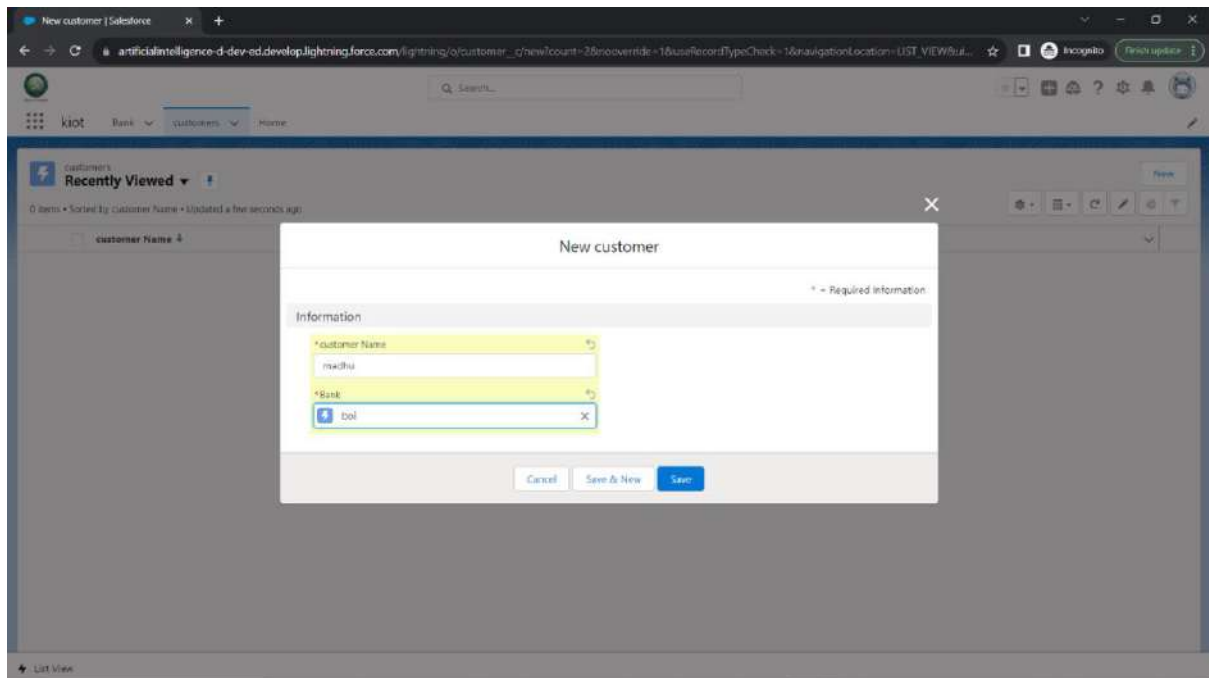 New customer | Salesforce
artificialintelligence-d-dev-ed.develop.lightning.force.com/lightning/o/customer__c/new?count=2&nooverride=1&useRecordTypeCheck=1&navigationLocation=LIST_VIEW&ui...
Incognito
Finish update
Search...
kiot
Bank
customers
Home
customers
Recently Viewed
New
0 items • Sorted by customer Name • Updated a few seconds ago
customer Name
New customer
* = Required Information
Information
*customer Name
madhu
*Bank
boi
Cancel
Save & New
Save
List View